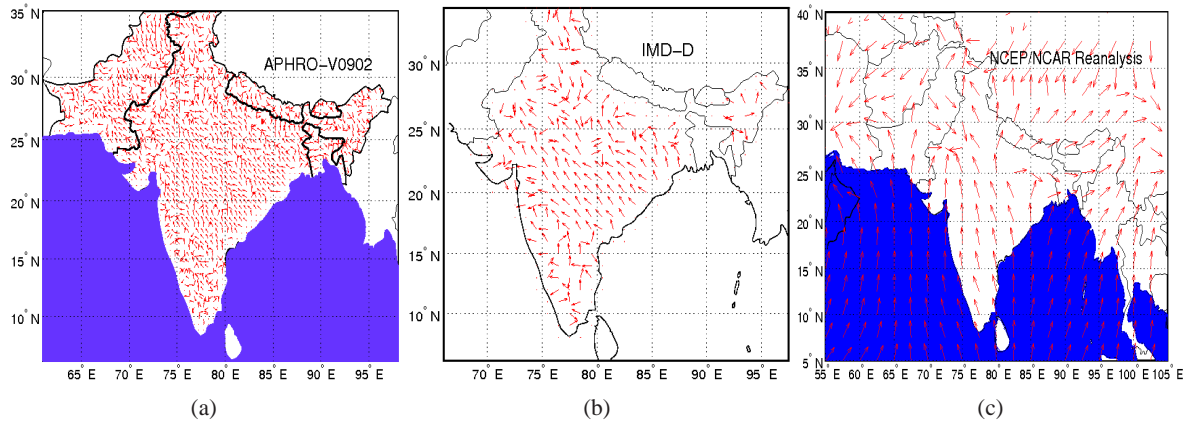 35° N
30° N
25° N
20° N
15° N
10° N
65° E 70° E 75° E 80° E 85° E 90° E 95° E
APHRO-V0902
(a)
30° N
25° N
20° N
15° N
10° N
70° E 75° E 80° E 85° E 90° E 95° E
IMD-D
(b)
40° N
35° N
30° N
25° N
20° N
15° N
10° N
5° N
55° E 60° E 65° E 70° E 75° E 80° E 85° E 90° E 95° E 100° E 105° E
NCEP/NCAR Reanalysis
(c)